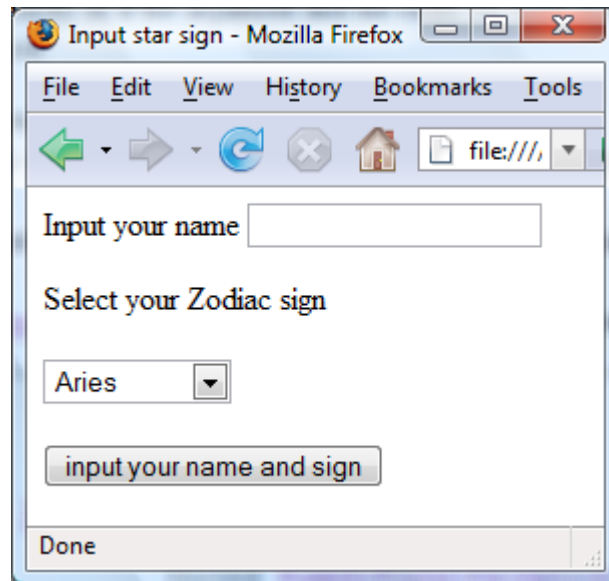 Input star sign - Mozilla Firefox
File Edit View History Bookmarks Tools
file:///
Input your name
Select your Zodiac sign
Aries
input your name and sign
Done